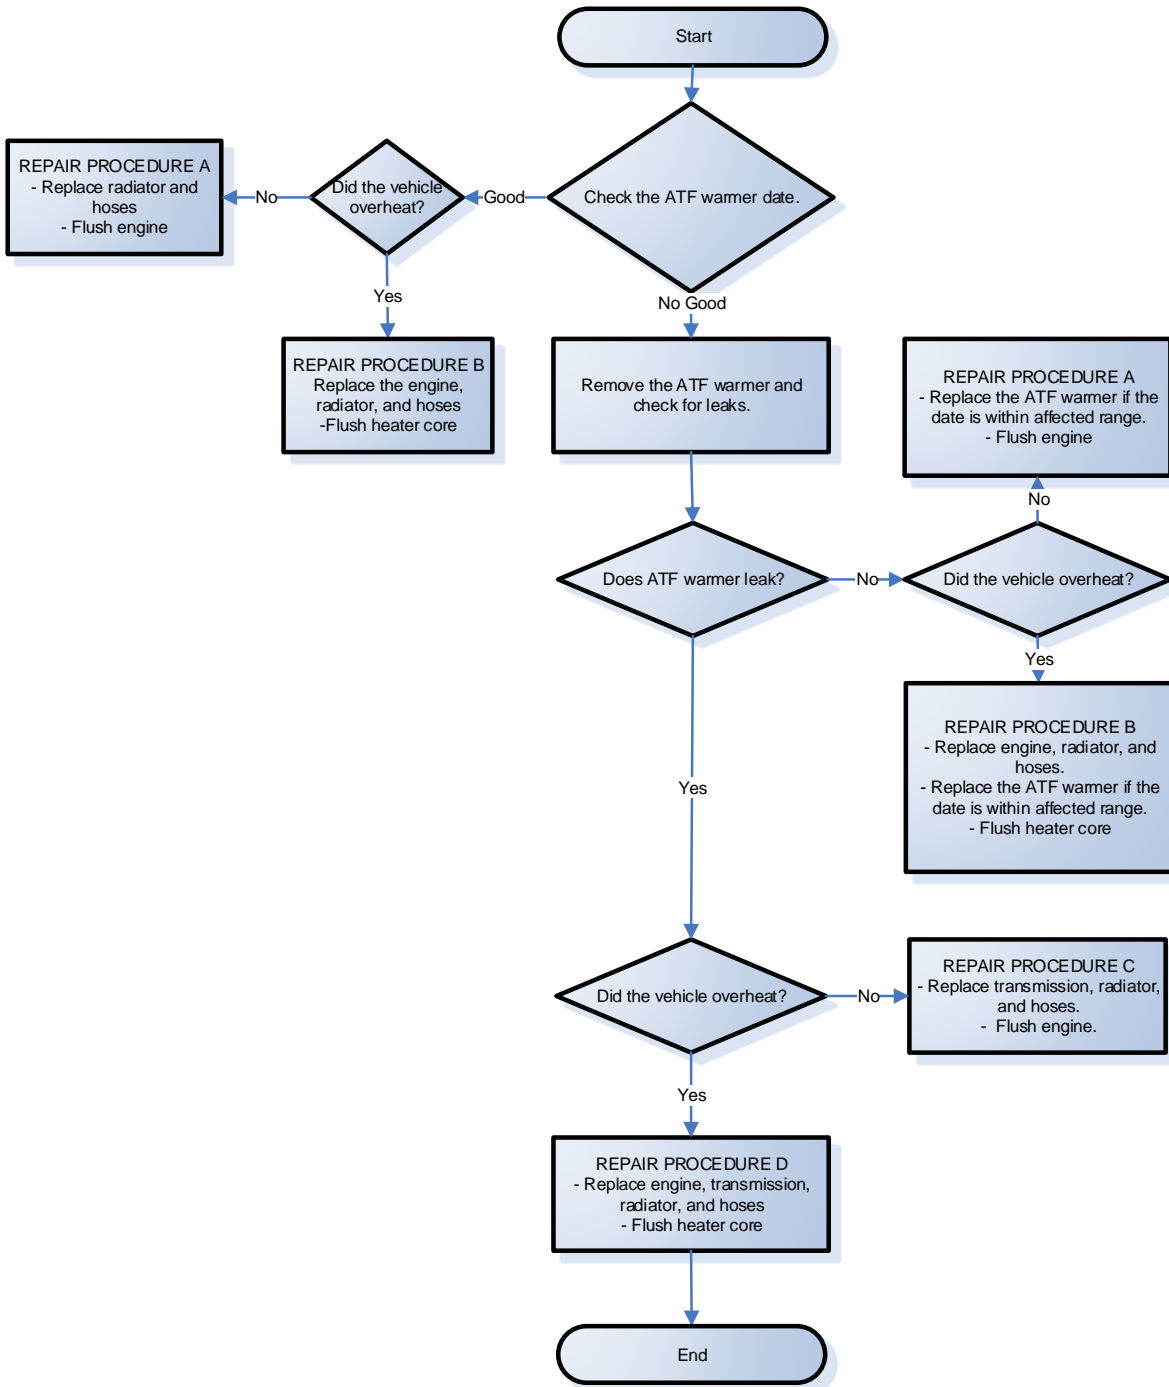 Start
Check the ATF warmer date.
Good
Did the vehicle
overheat?
No
REPAIR PROCEDURE A
- Replace radiator and
hoses
- Flush engine
Yes
REPAIR PROCEDURE B
Replace the engine,
radiator, and hoses
-Flush heater core
No Good
Remove the ATF warmer and
check for leaks.
Does ATF warmer leak?
No
Did the vehicle overheat?
No
REPAIR PROCEDURE A
- Replace the ATF warmer if the
date is within affected range.
- Flush engine
Yes
REPAIR PROCEDURE B
- Replace engine, radiator, and
hoses.
- Replace the ATF warmer if the
date is within affected range.
- Flush heater core
Yes
Did the vehicle overheat?
No
REPAIR PROCEDURE C
- Replace transmission, radiator,
and hoses.
- Flush engine.
Yes
REPAIR PROCEDURE D
- Replace engine, transmission,
radiator, and hoses
- Flush heater core
End